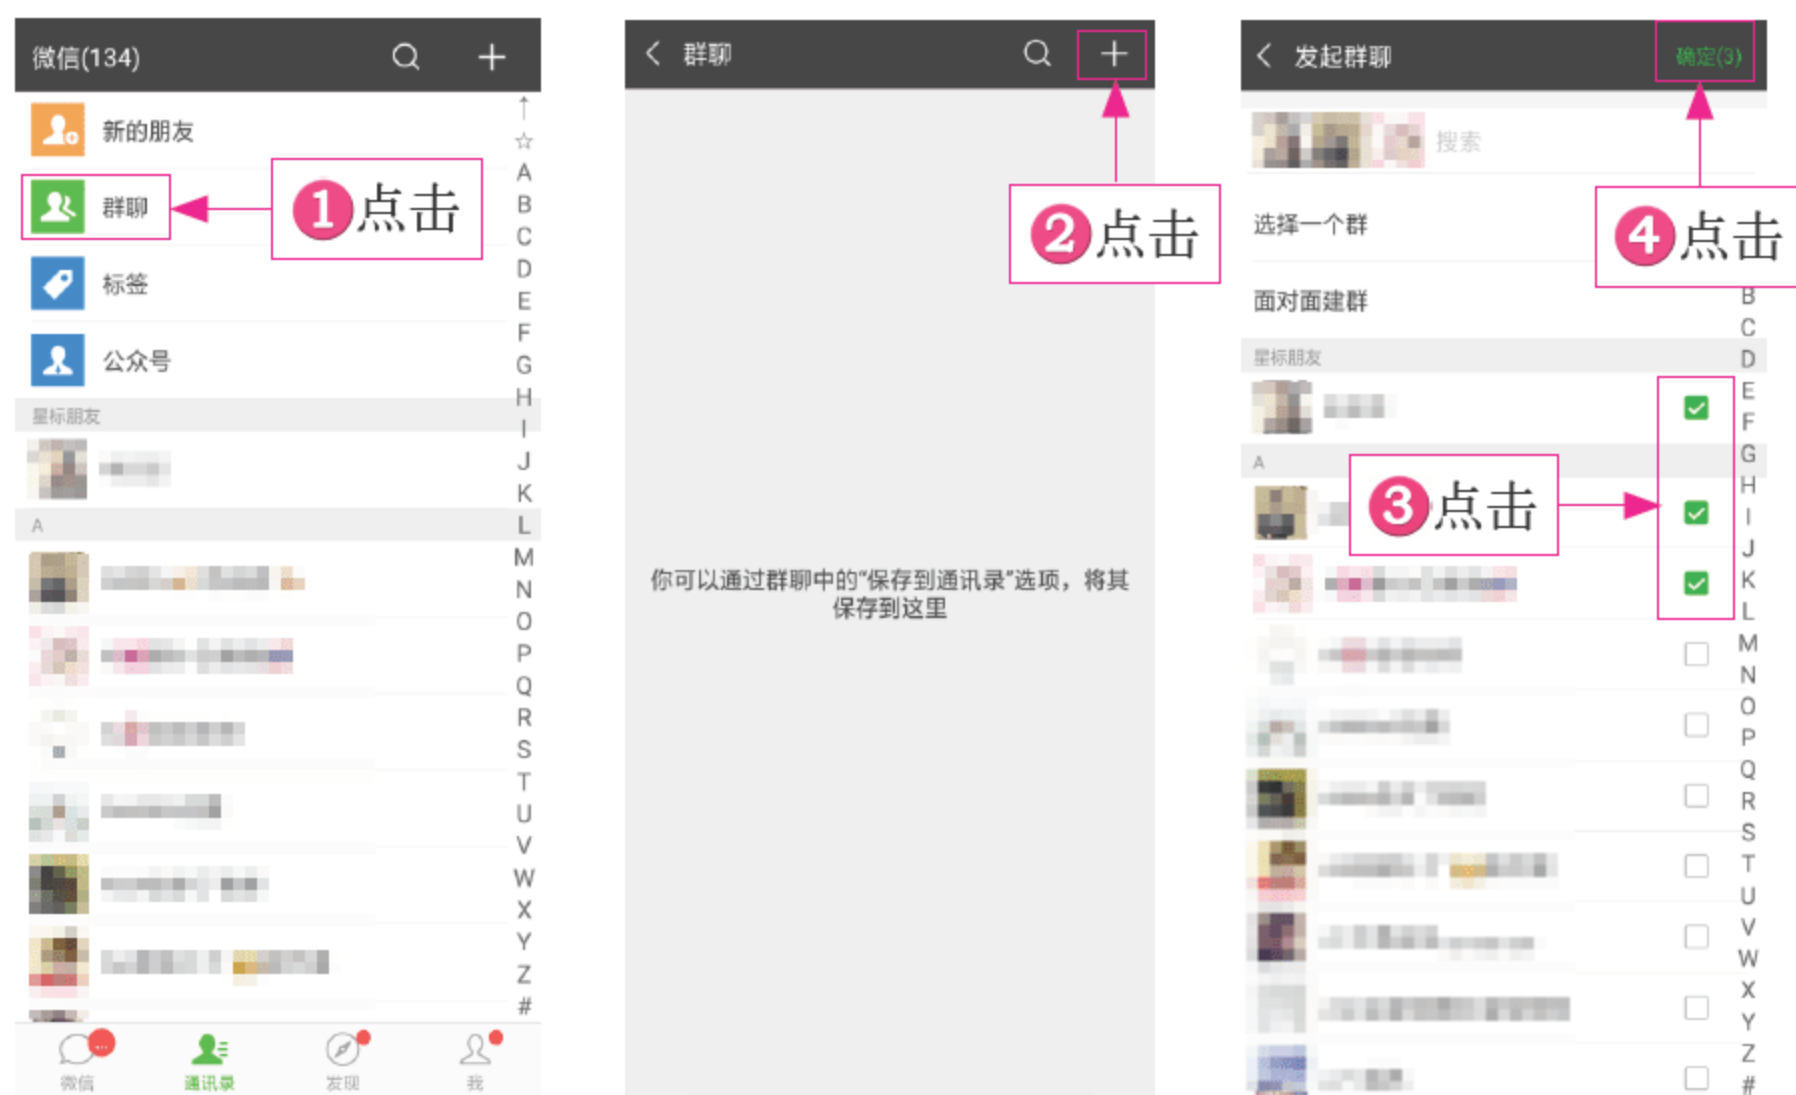 微信(134)
新的朋友
群聊
❶点击
标签
公众号
星标朋友
A
↑
☆
A
B
C
D
E
F
G
H
I
J
K
L
M
N
O
P
Q
R
S
T
U
V
W
X
Y
Z
#
...
微信
通讯录
发现
我
群聊
❷点击
你可以通过群聊中的“保存到通讯录”选项，将其
保存到这里
发起群聊
确定(3)
搜索
选择一个群
❹点击
面对面建群
星标朋友
A
❸点击
B
C
D
E
F
G
H
I
J
K
L
M
N
O
P
Q
R
S
T
U
V
W
X
Y
Z
#